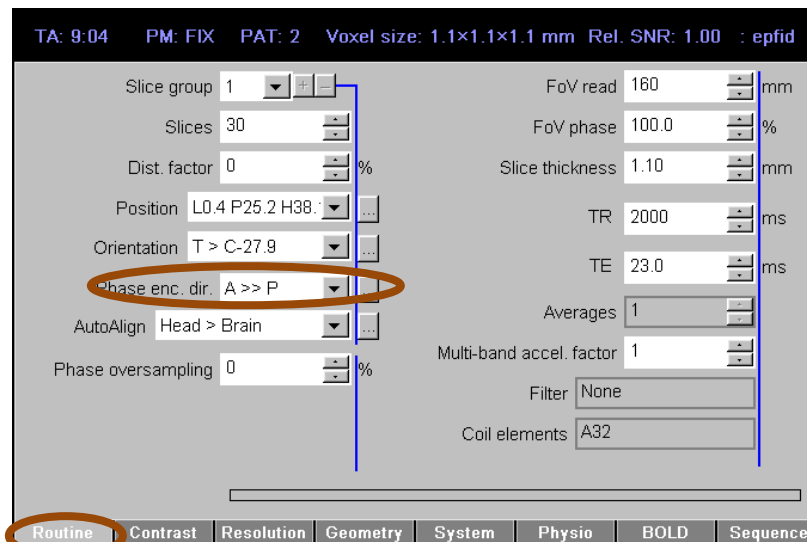 TA: 9:04 PM: FIX PAT: 2 Voxel size: 1.1×1.1×1.1 mm Rel. SNR: 1.00 : epfid
Slice group 1 + −
Slices 30
Dist. factor 0 %
Position L0.4 P25.2 H38. ...
Orientation T > C-27.9 ...
Phase enc. dir. A >> P ...
AutoAlign Head > Brain ...
Phase oversampling 0 %
FoV read 160 mm
FoV phase 100.0 %
Slice thickness 1.10 mm
TR 2000 ms
TE 23.0 ms
Averages 1
Multi-band accel. factor 1
Filter None
Coil elements A32
Routine Contrast Resolution Geometry System Physio BOLD Sequence